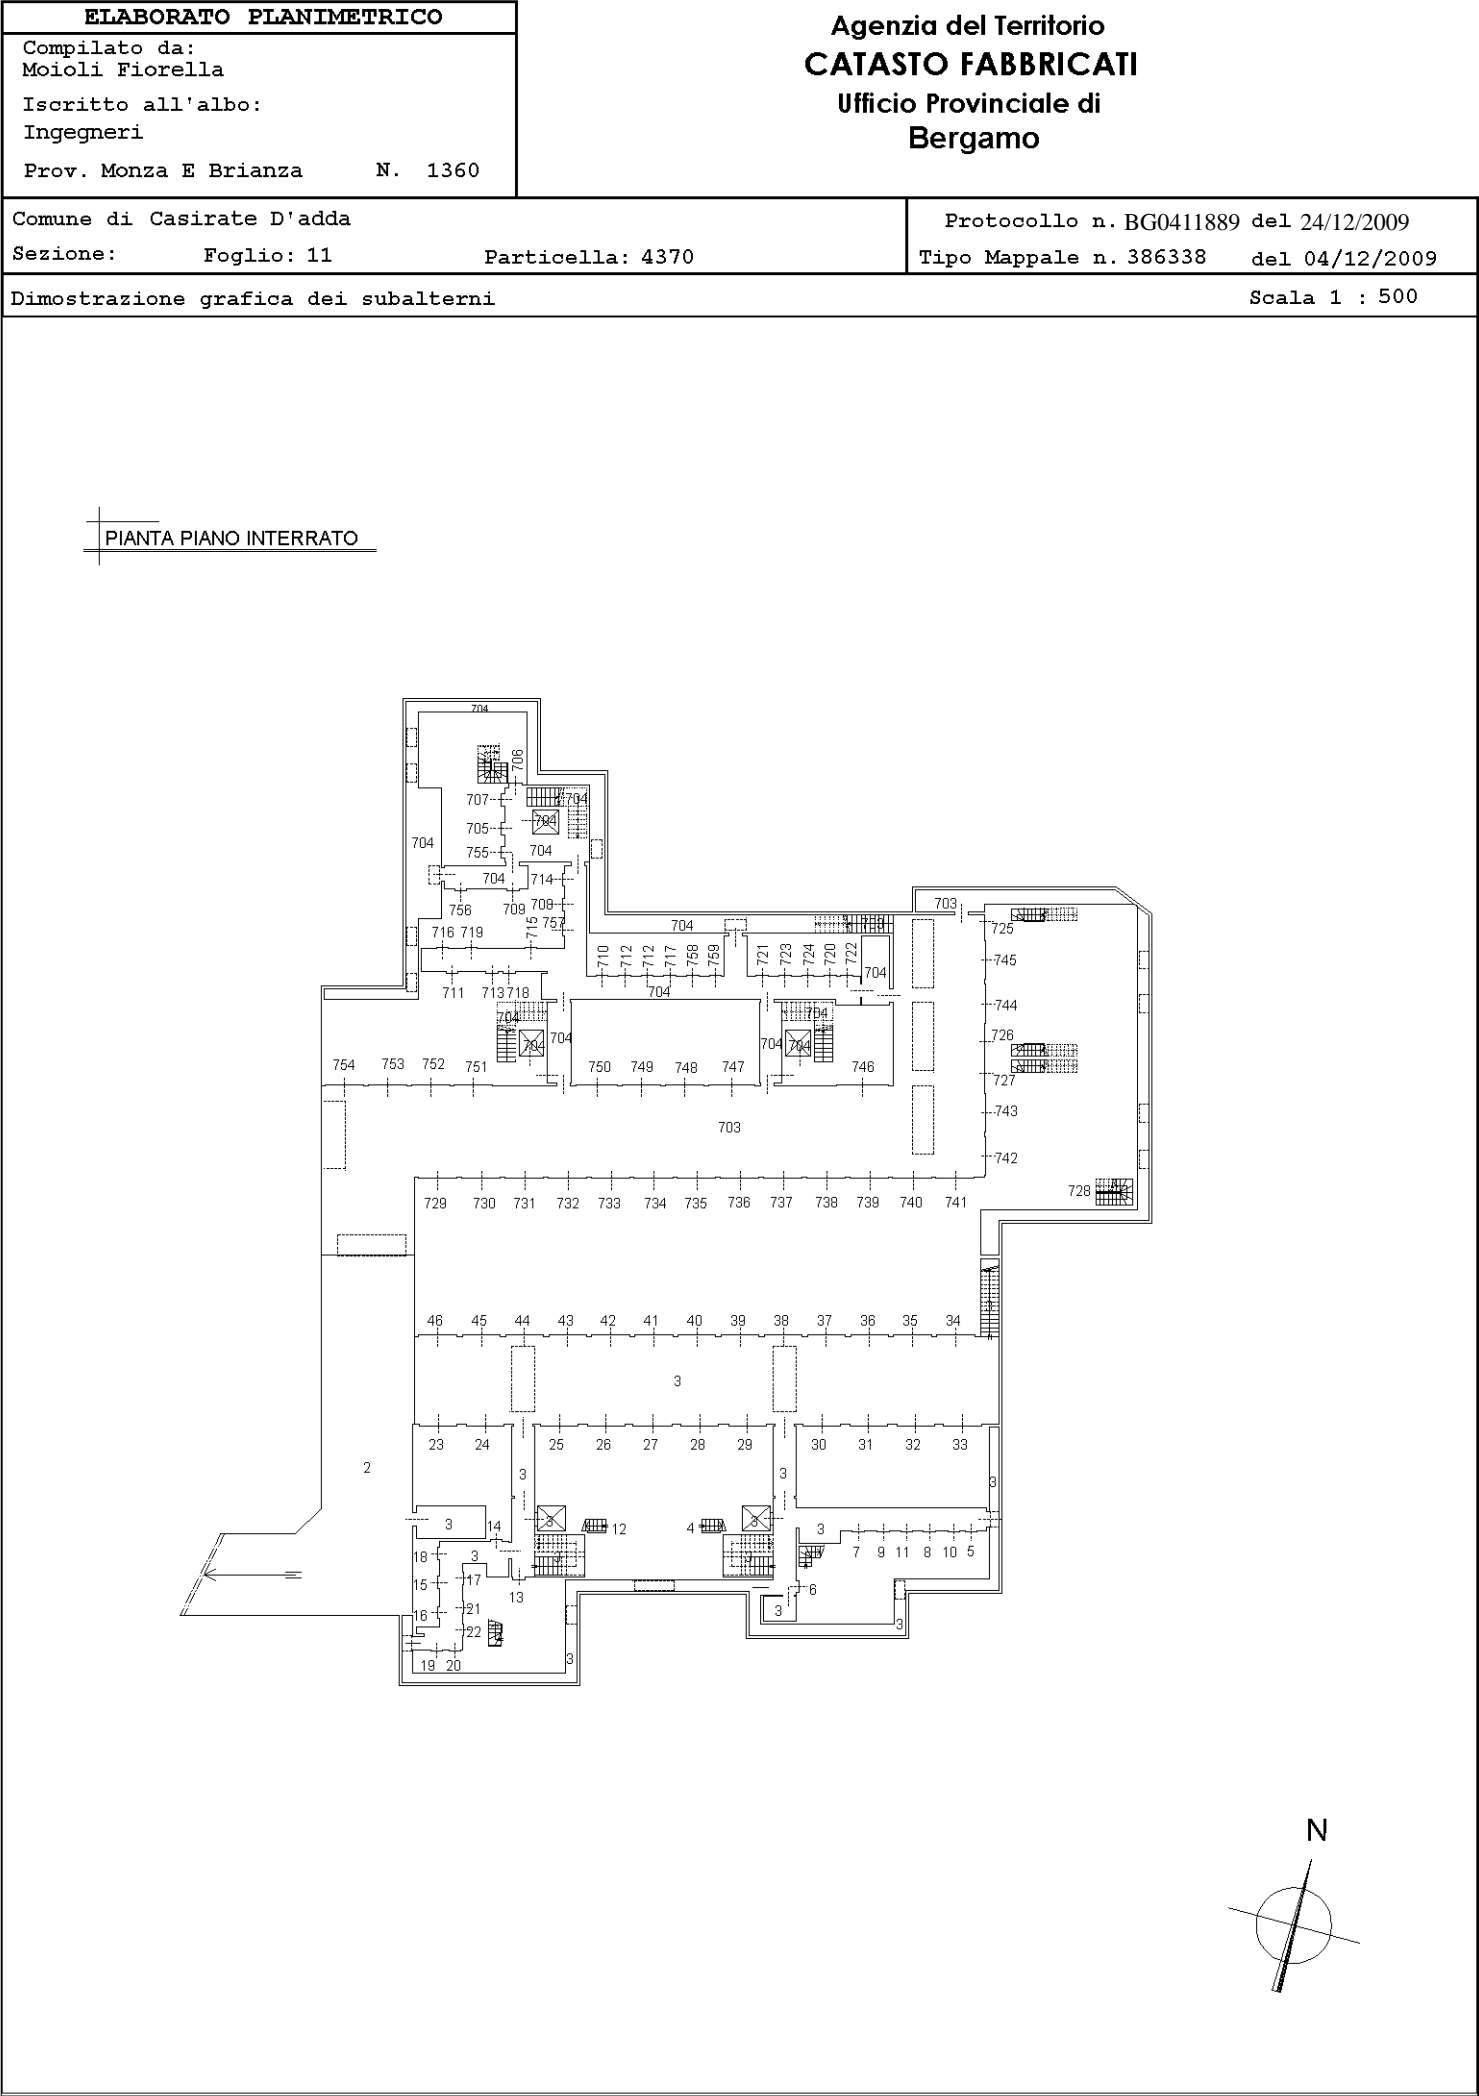 ELABORATO PLANIMETRICO
Compilato da:
Moioli Fiorella
Iscritto all'albo:
Ingegneri
Prov. Monza E Brianza N. 1360
Agenzia del Territorio
CATASTO FABBRICATI
Ufficio Provinciale di
Bergamo
Comune di Casirate D'adda
Sezione: Foglio: 11 Particella: 4370
Protocollo n. BG0411889 del 24/12/2009
Tipo Mappale n. 386338 del 04/12/2009
Dimostrazione grafica dei subalterni Scala 1 : 500
PIANTA PIANO INTERRATO
704
706
707 704
705 704
704 755 704
704 714
756 709 708
757
703
716 719 715
704
725
710 712 712 717 758 759 721 723 724 720 722
704
745
711 713 718 704
744
704 704
704 704 704 704
726
754 753 752 751 750 749 748 747 746
727
743
703
742
728
729 730 731 732 733 734 735 736 737 738 739 740 741
46 45 44 43 42 41 40 39 38 37 36 35 34
3
23 24 25 26 27 28 29 30 31 32 33
2
3 3 3
3 14 3 12 4 3 3
18 3 3 3 7 9 11 8 10 5
15 17 13 6
16 21 3 3
22
19 20 3
N